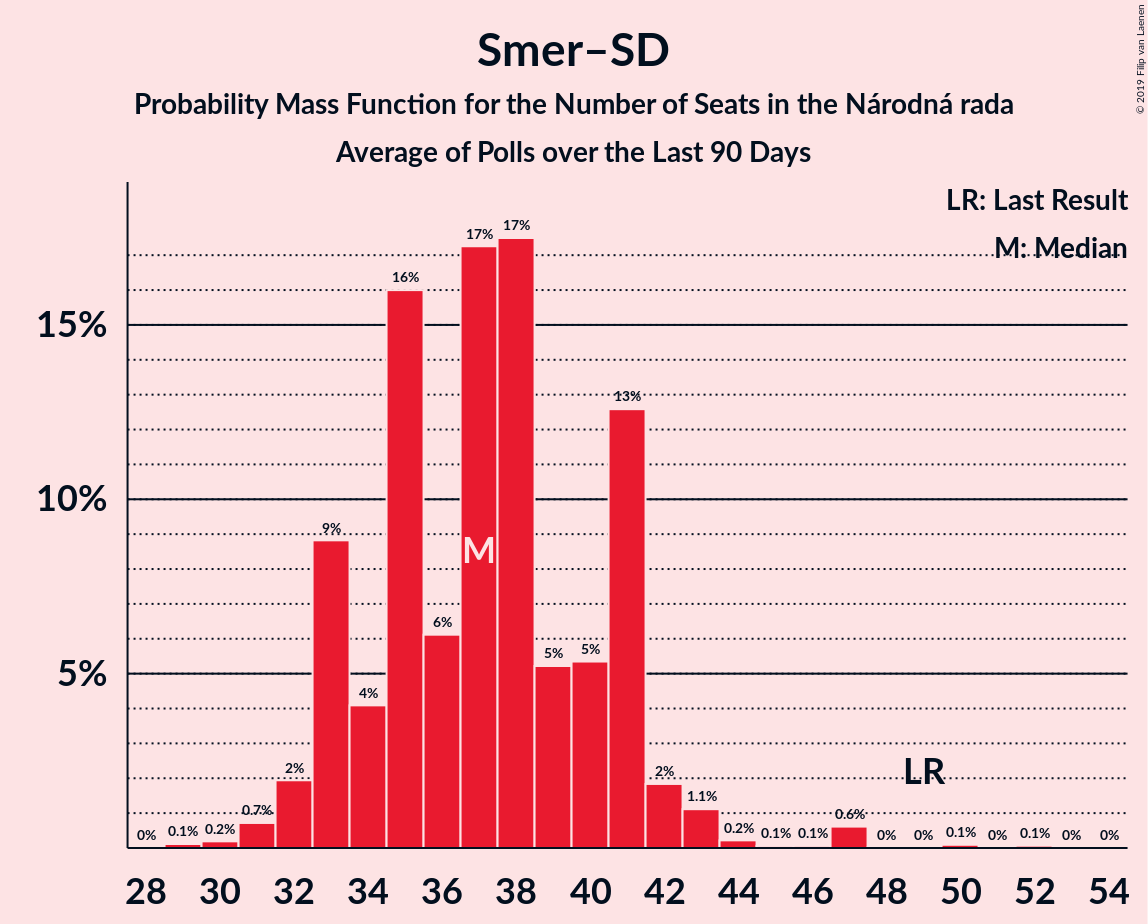 Smer–SD
Probability Mass Function for the Number of Seats in the Národná rada
Average of Polls over the Last 90 Days
© 2019 Filip van Laenen
LR: Last Result
M: Median
15%
10%
5%
0% 0.1% 0.2% 0.7% 2% 9% 4% 16% 6% 17% 17% 5% 5% 13% 2% 1.1% 0.2% 0.1% 0.1% 0.6% 0% 0% 0.1% 0% 0.1% 0% 0%
M
LR
28 30 32 34 36 38 40 42 44 46 48 50 52 54